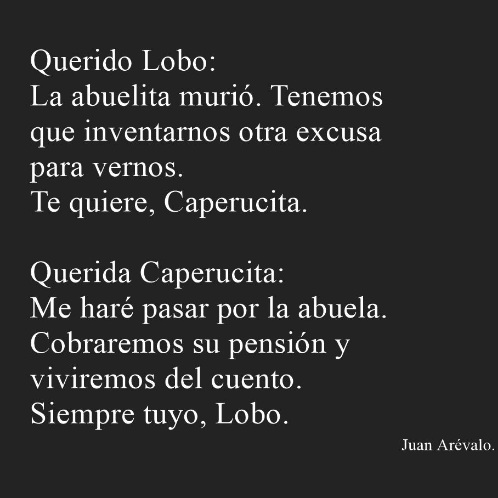 Querido Lobo:
La abuelita murió. Tenemos
que inventarnos otra excusa
para vernos.
Te quiere, Caperucita.
Querida Caperucita:
Me haré pasar por la abuela.
Cobraremos su pensión y
viviremos del cuento.
Siempre tuyo, Lobo.
Juan Arévalo.